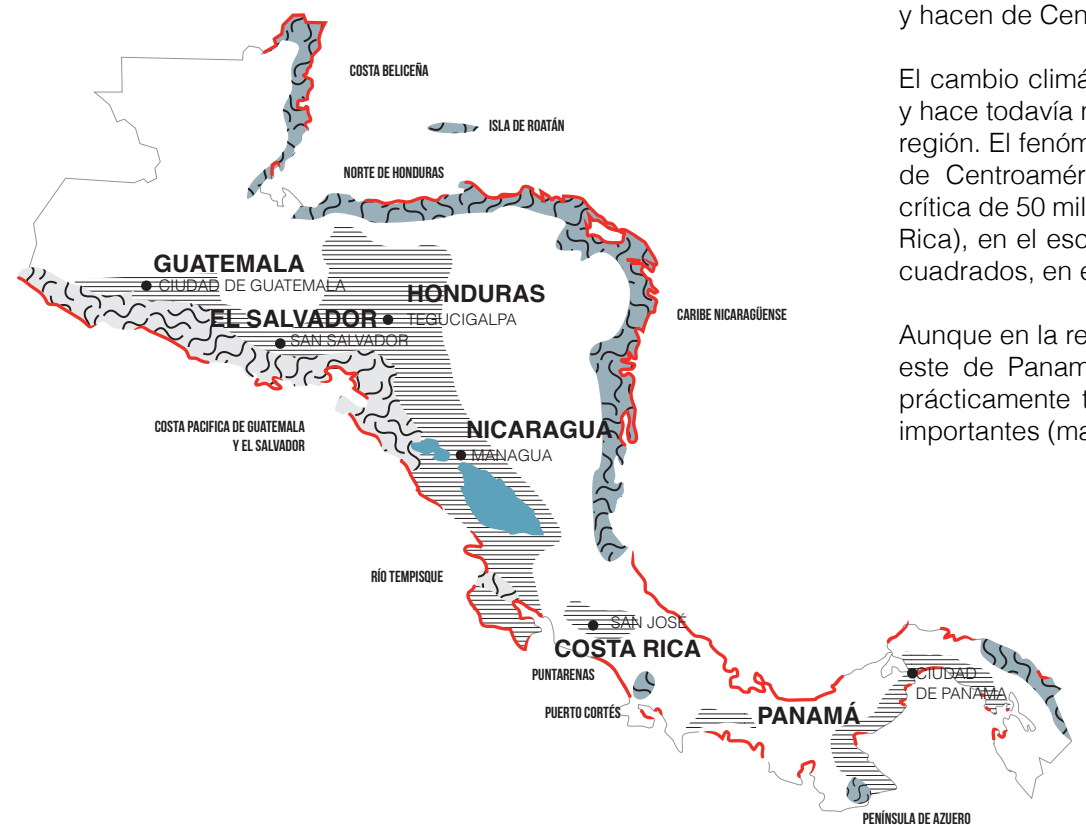 COSTA BELICEÑA
ISLA DE ROATÁN
NORTE DE HONDURAS
GUATEMALA
CIUDAD DE GUATEMALA
HONDURAS
EL SALVADOR
TEGUCIGALPA
SAN SALVADOR
CARIBE NICARAGÜENSE
COSTA PACIFICA DE GUATEMALA
Y EL SALVADOR
NICARAGUA
MANAGUA
RÍO TEMPISQUE
SAN JOSÉ
COSTA RICA
PUNTARENAS
PUERTO CORTÉS
CIUDAD
DE PANAMA
PANAMÁ
PENÍNSULA DE AZUERO
y hacen de Cen
El cambio climá
y hace todavía
región. El fenóm
de Centroamér
crítica de 50 mil
Rica), en el esc
cuadrados, en e
Aunque en la re
este de Panam
prácticamente t
importantes (ma